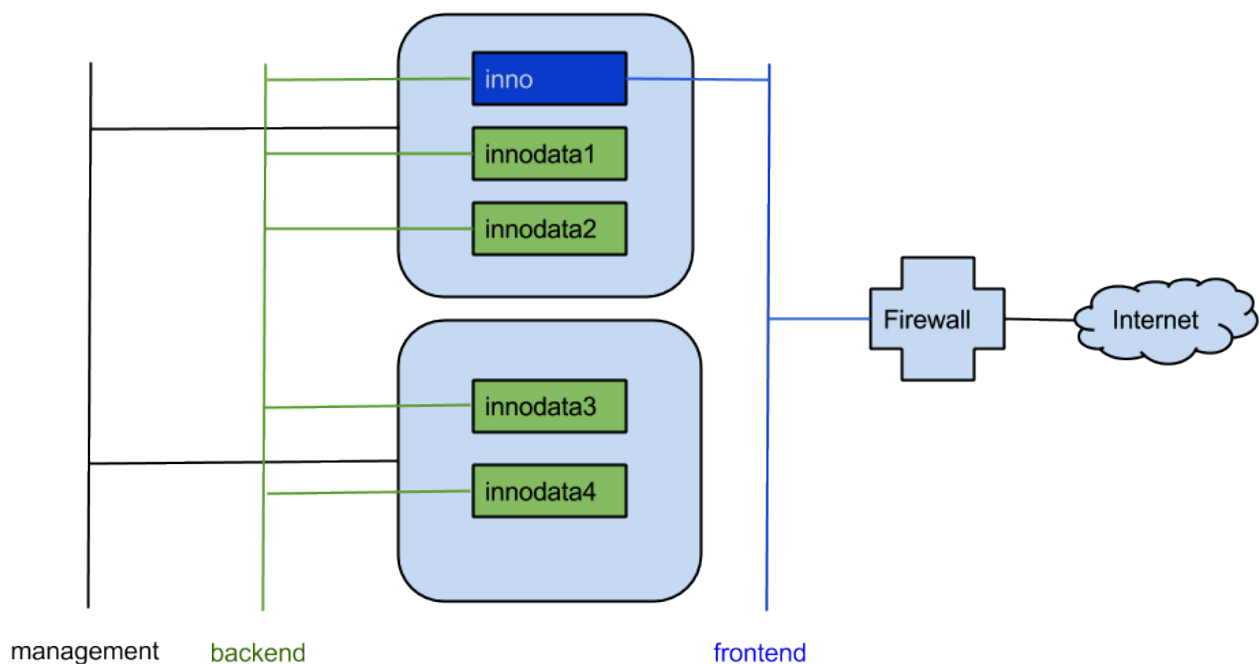 inno
innodata1
innodata2
Firewall
Internet
innodata3
innodata4
management
backend
frontend